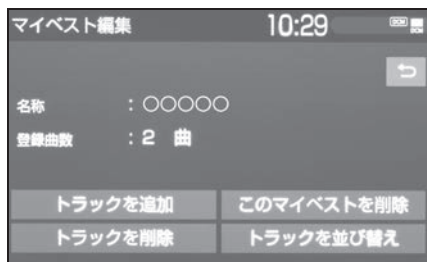 マイベスト編集 10:29 DCM
DCM
名称 : ○○○○○
登録曲数 : 2 曲
トラックを追加 このマイベストを削除
トラックを削除 トラックを並び替え